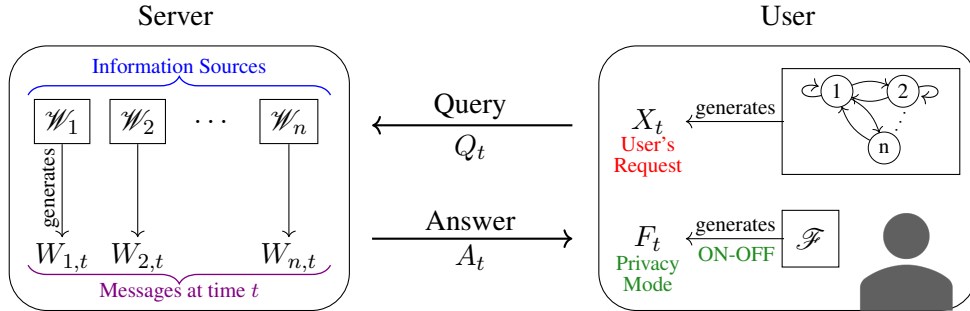 Server
User
Information Sources
𝒲1 𝒲2 ··· 𝒲n
generates
W1,t W2,t Wn,t
Messages at time t
Query
Qt
Answer
At
Xt
User's
Request
generates
1 2
n
Ft
Privacy
Mode
generates
ON-OFF
ℱ